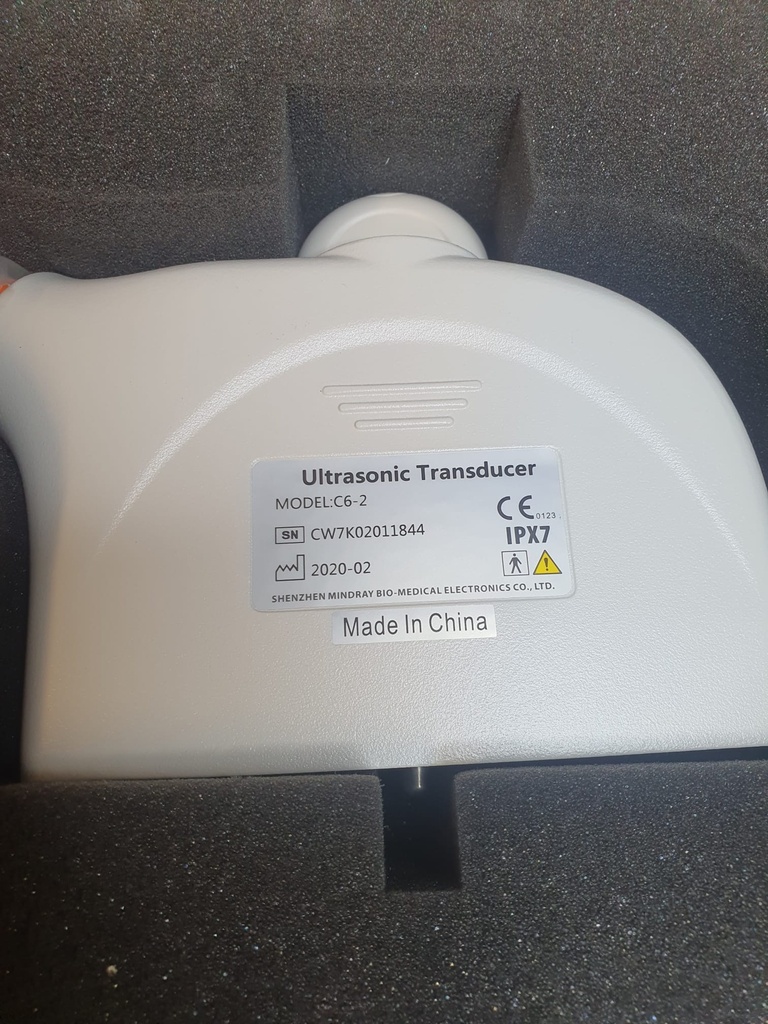 Ultrasonic Transducer
MODEL:C6-2
SN CW7K02011844
CE 0123
IPX7
2020-02
SHENZHEN MINDRAY BIO-MEDICAL ELECTRONICS CO., LTD.
Made In China